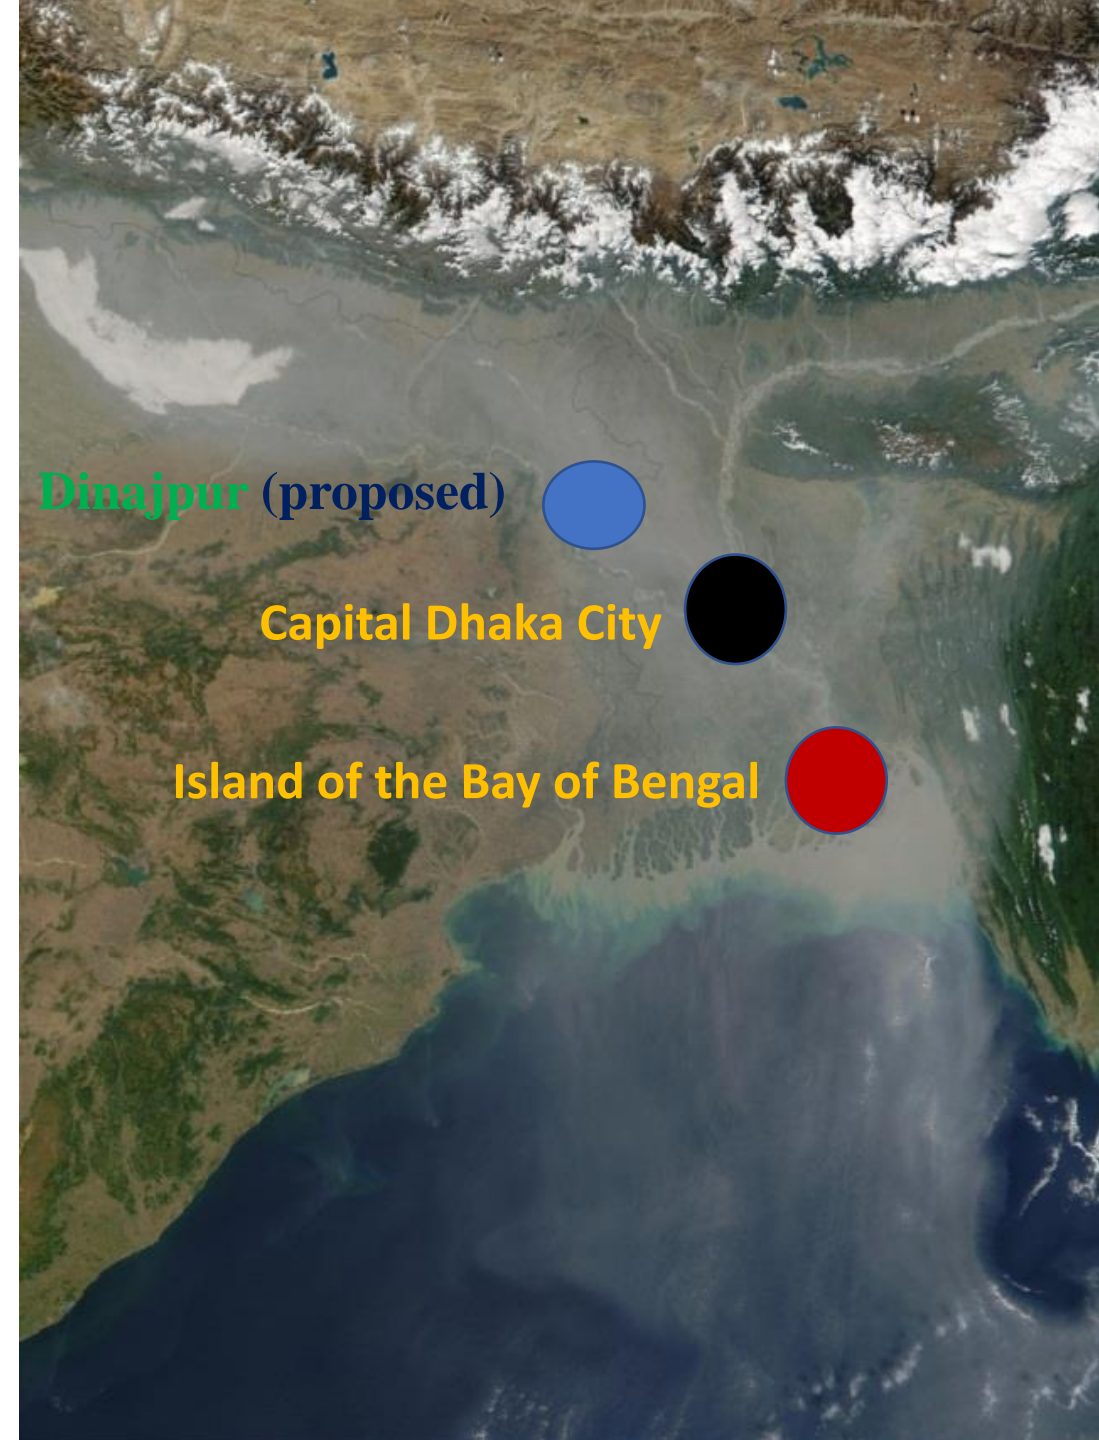 Dinajpur (proposed)
Capital Dhaka City
Island of the Bay of Bengal